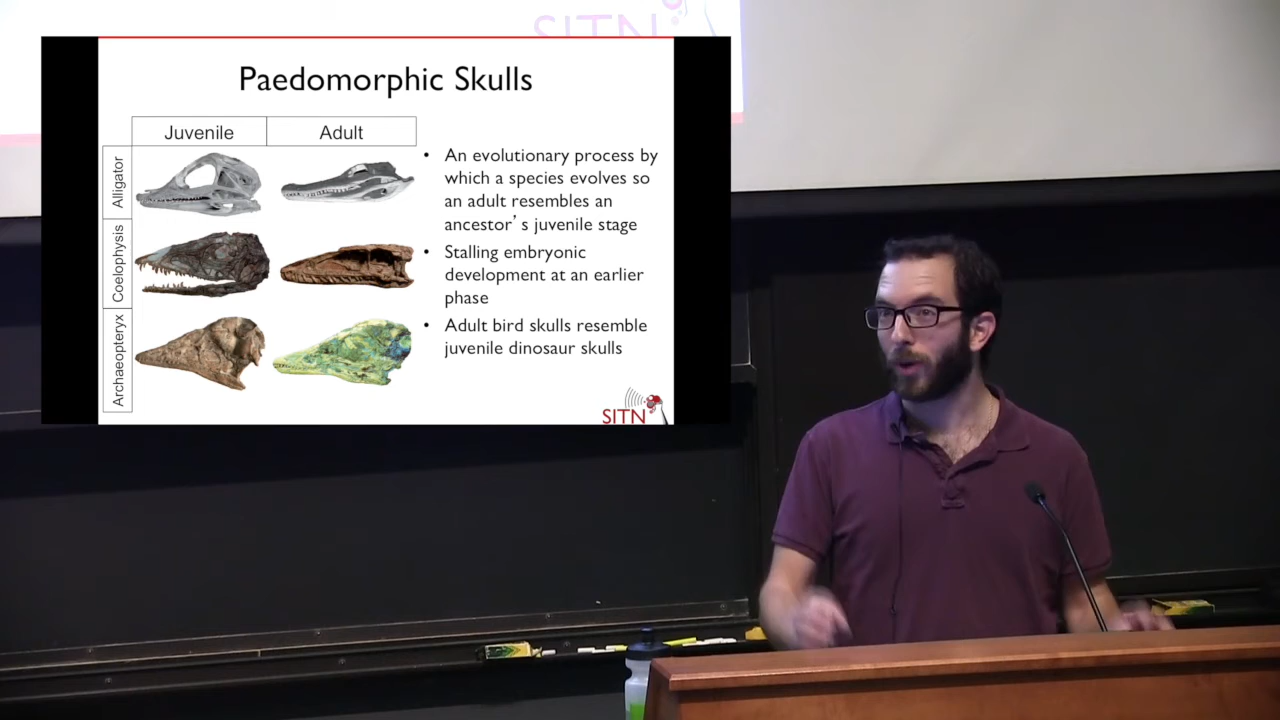 SITN
Paedomorphic Skulls
Juvenile
Adult
Alligator
Coelophysis
Archaeopteryx
• An evolutionary process by
which a species evolves so
an adult resembles an
ancestor’s juvenile stage
• Stalling embryonic
development at an earlier
phase
• Adult bird skulls resemble
juvenile dinosaur skulls
SITN